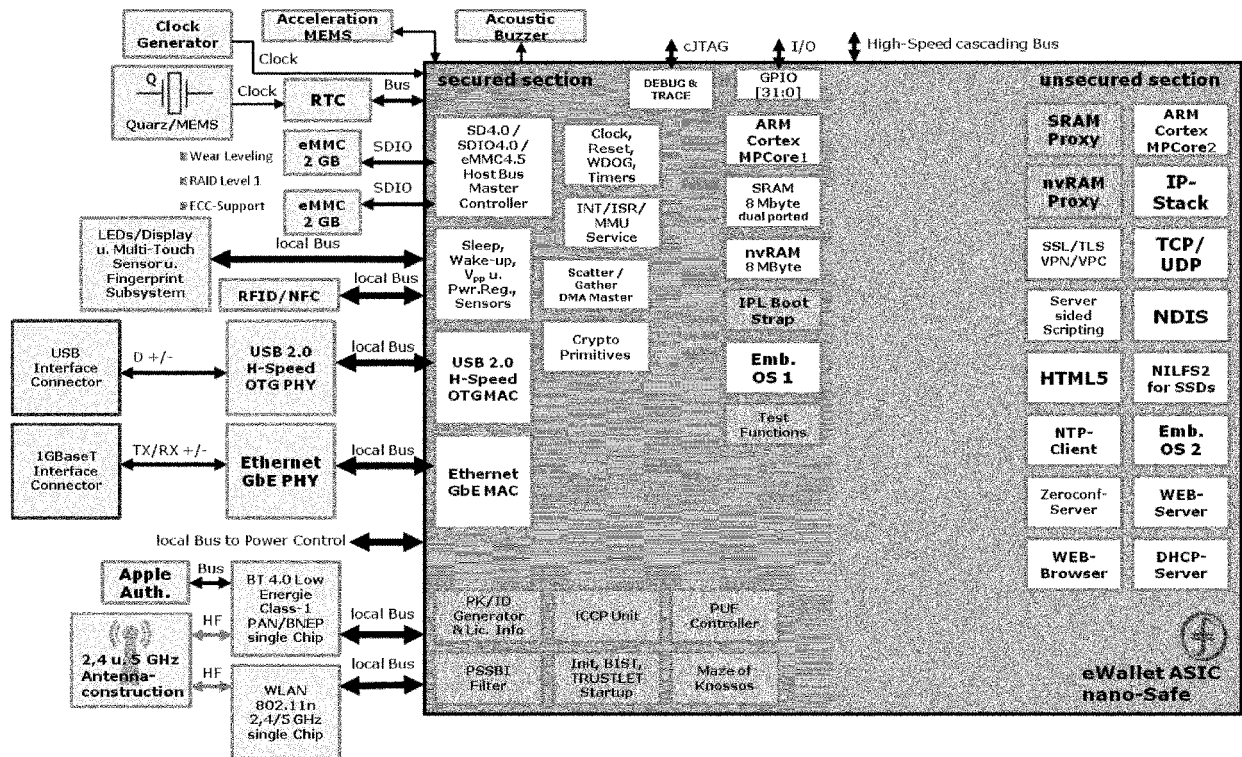 Clock
Generator
Acceleration
MEMS
Acoustic
Buzzer
cJTAG
I/O
High-Speed cascading Bus
Clock
Q
Quarz/MEMS
Clock
RTC
Bus
Wear Leveling
RAID Level 1
ECC-Support
eMMC
2 GB
SDIO
eMMC
2 GB
SDIO
LEDs/Display
u. Multi-Touch
Sensor u.
Fingerprint
Subsystem
local Bus
RFID/NFC
local Bus
USB
Interface
Connector
D +/-
USB 2.0
H-Speed
OTG PHY
local Bus
1GBaseT
Interface
Connector
TX/RX +/-
Ethernet
GbE PHY
local Bus
local Bus to Power Control
Apple
Auth.
Bus
BT 4.0 Low
Energie
Class-1
PAN/BNEP
single Chip
local Bus
HF
2,4 u. 5 GHz
Antenna-
construction
HF
WLAN
802.11n
2,4/5 GHz
single Chip
local Bus
secured section
DEBUG &
TRACE
GPIO
[31:0]
SD4.0 /
SDIO4.0 /
eMMC4.5
Host Bus
Master
Controller
Clock,
Reset,
WDOG,
Timers
ARM
Cortex
MPCore1
INT/ISR/
MMU
Service
SRAM
8 Mbyte
dual ported
Sleep,
Wake-up,
Vpp u.
Pwr.Reg.,
Sensors
Scatter /
Gather
DMA Master
nvRAM
8 MByte
IPL Boot
Strap
Crypto
Primitives
USB 2.0
H-Speed
OTG MAC
Emb.
OS 1
Test
Functions
Ethernet
GbE MAC
PK/ID
Generator
& Lic. Info
ICCP Unit
PUF
Controller
PSSBI
Filter
Init, BIST,
TRUSTLET
Startup
Maze of
Knossos
unsecured section
SRAM
Proxy
ARM
Cortex
MPCore2
nvRAM
Proxy
IP-
Stack
SSL/TLS
VPN/VPC
TCP/
UDP
Server
sided
Scripting
NDIS
HTML5
NILFS2
for SSDs
NTP-
Client
Emb.
OS 2
Zeroconf-
Server
WEB-
Server
WEB-
Browser
DHCP-
Server
eWallet ASIC
nano-Safe